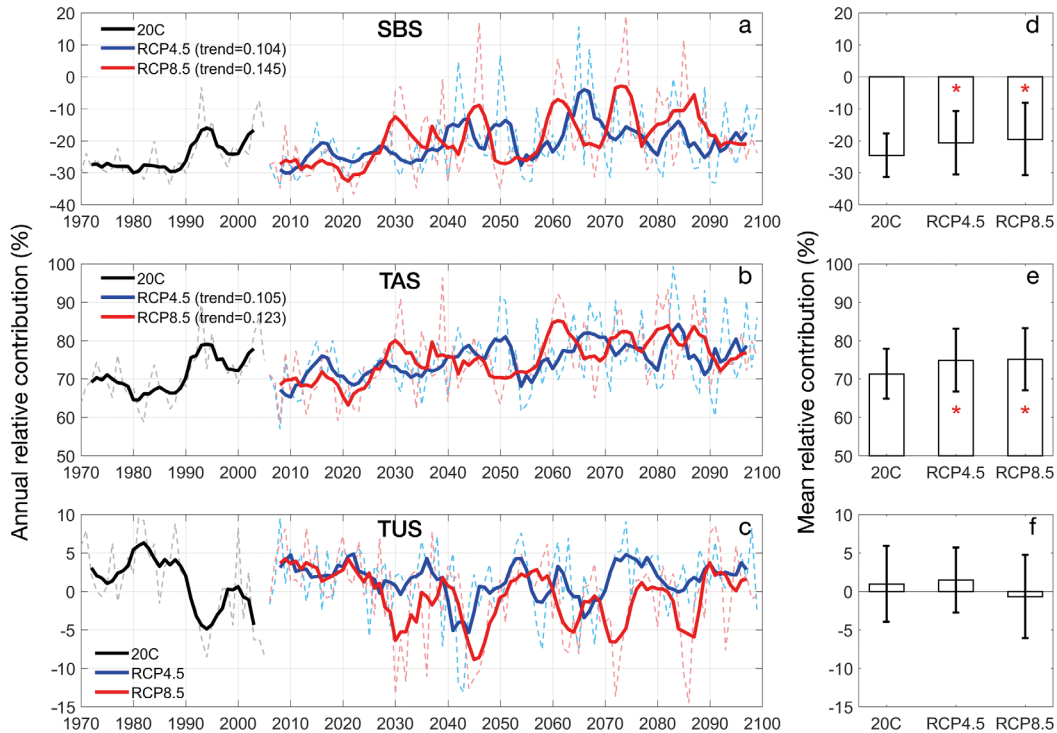 SBS
a
20C
RCP4.5 (trend=0.104)
RCP8.5 (trend=0.145)
20
10
0
-10
-20
-30
-40
1970 1980 1990 2000 2010 2020 2030 2040 2050 2060 2070 2080 2090 2100
d
20
10
0
-10
-20
-30
-40
* *
20C RCP4.5 RCP8.5
Annual relative contribution (%)
Mean relative contribution (%)
TAS
b
20C
RCP4.5 (trend=0.105)
RCP8.5 (trend=0.123)
100
90
80
70
60
50
1970 1980 1990 2000 2010 2020 2030 2040 2050 2060 2070 2080 2090 2100
e
100
90
80
70
60
50
* *
20C RCP4.5 RCP8.5
TUS
c
10
5
0
-5
-10
-15
20C
RCP4.5
RCP8.5
1970 1980 1990 2000 2010 2020 2030 2040 2050 2060 2070 2080 2090 2100
f
10
5
0
-5
-10
-15
20C RCP4.5 RCP8.5